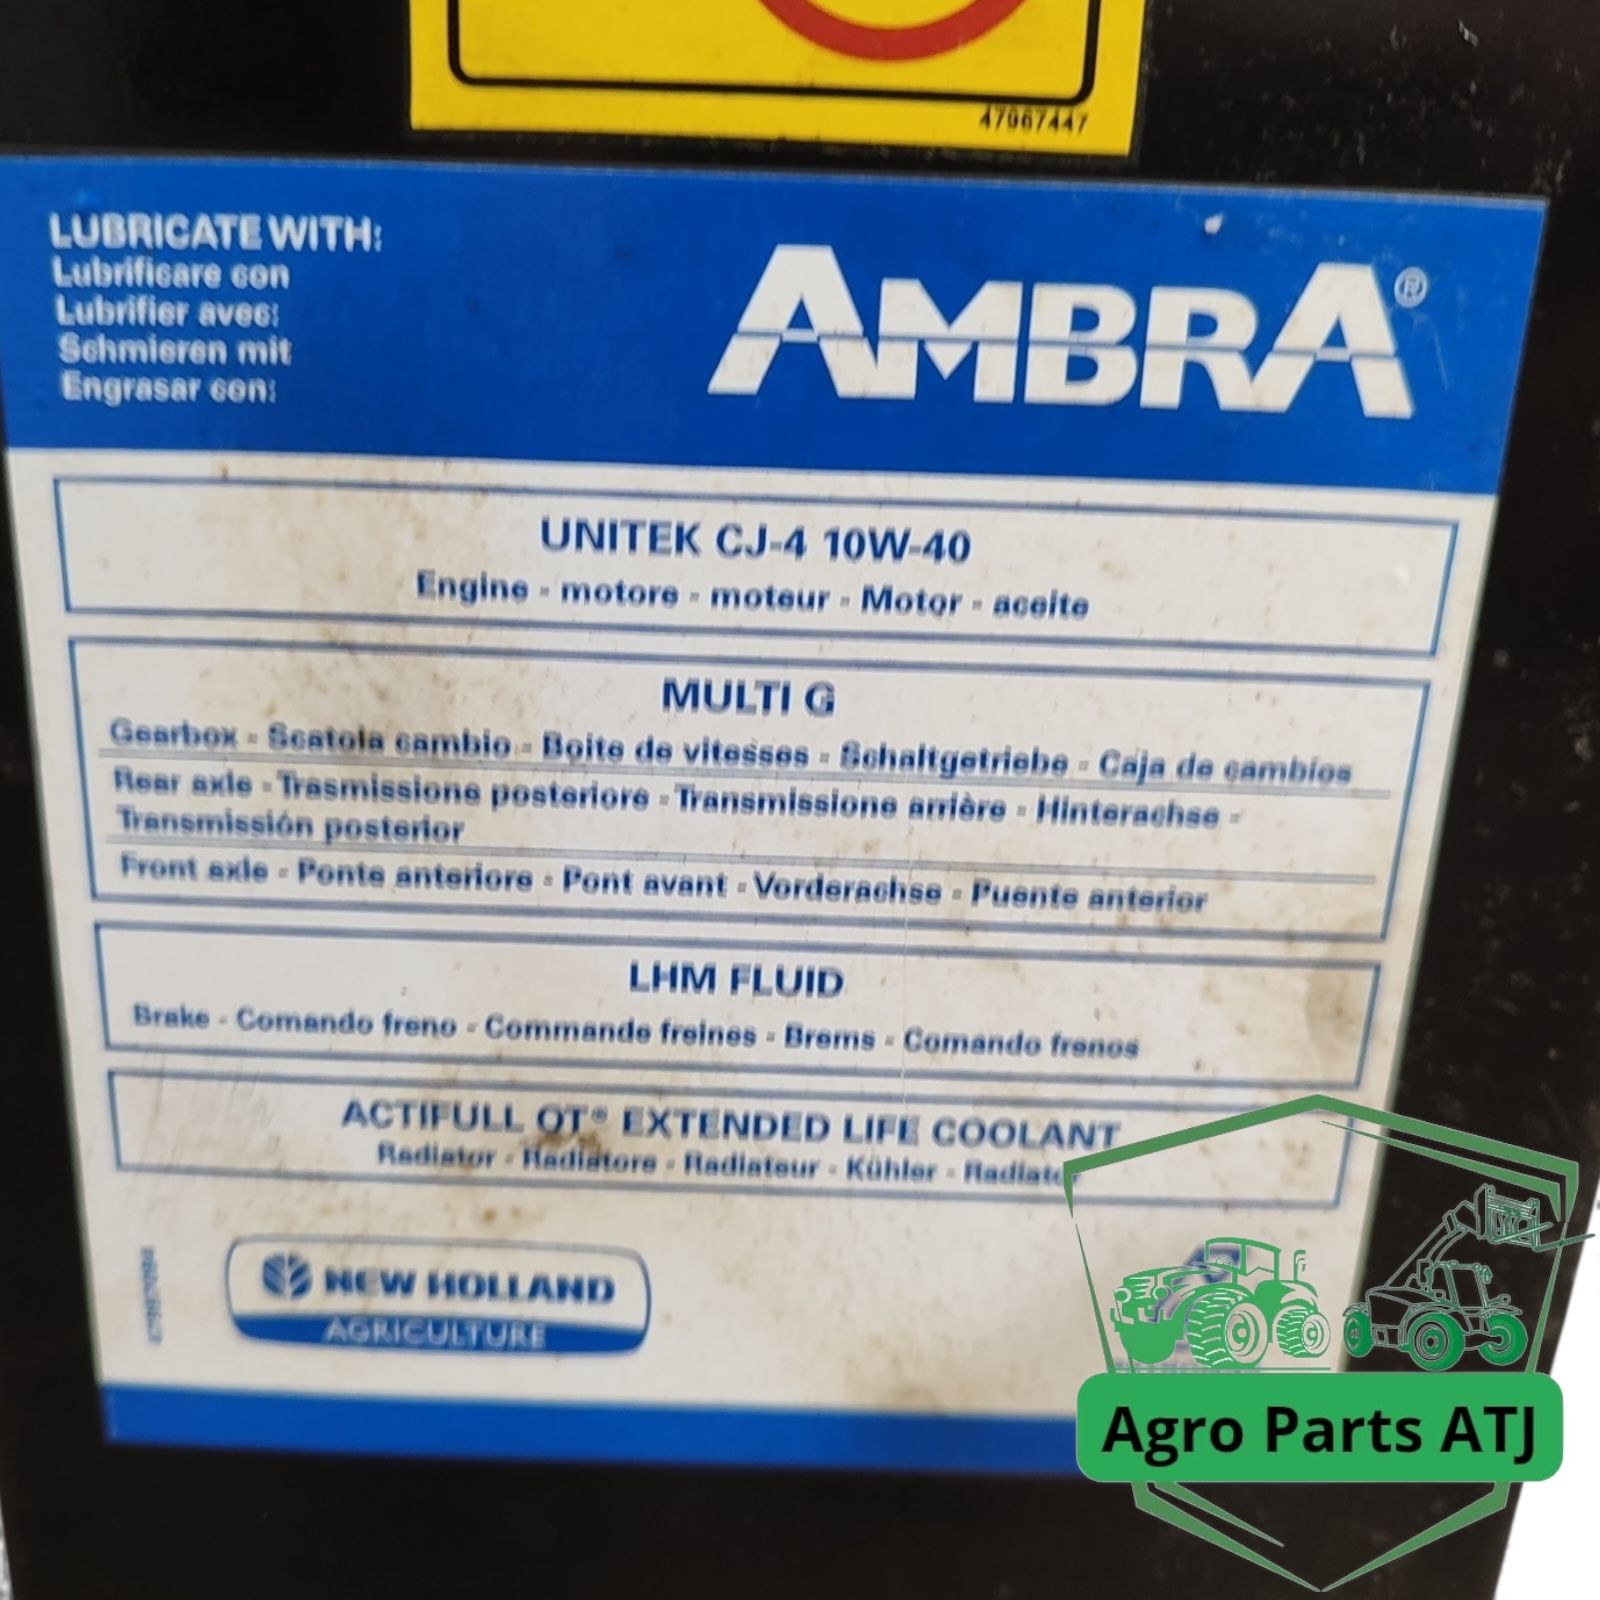 47967447
LUBRICATE WITH:
Lubrificare con
Lubrifier avec:
Schmieren mit
Engrasar con:
AMBRA®
UNITEK CJ-4 10W-40
Engine - motore - moteur - Motor - aceite
MULTI G
Gearbox - Scatola cambio - Boite de vitesses - Schaltgetriebe - Caja de cambios
Rear axle - Trasmissione posteriore - Transmissione arrière - Hinterachse -
Transmissión posterior
Front axle - Ponte anteriore - Pont avant - Vorderachse - Puente anterior
LHM FLUID
Brake - Comando freno - Commande freines - Brems - Comando frenos
ACTIFULL OT® EXTENDED LIFE COOLANT
Radiator - Radiatore - Radiateur - Kühler - Radiator
NEW HOLLAND
AGRICULTURE
Agro Parts ATJ